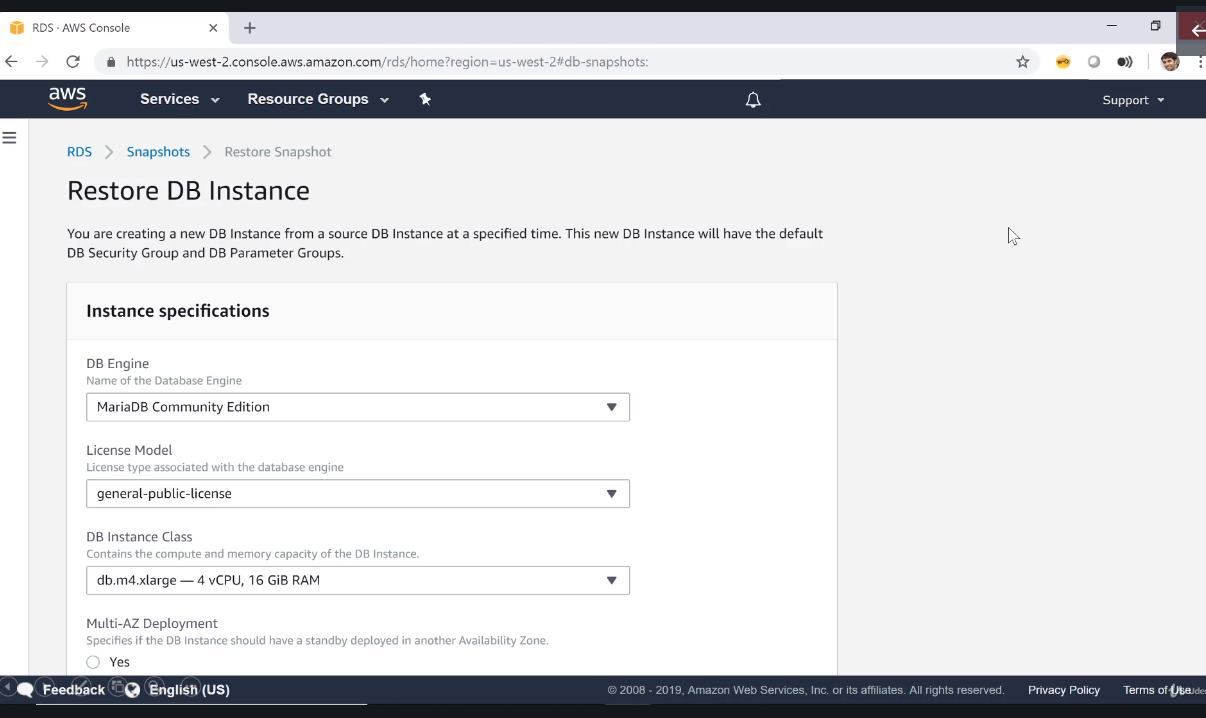 RDS · AWS Console
https://us-west-2.console.aws.amazon.com/rds/home?region=us-west-2#db-snapshots:
aws
Services
Resource Groups
Support
RDS
Snapshots
Restore Snapshot
Restore DB Instance
You are creating a new DB Instance from a source DB Instance at a specified time. This new DB Instance will have the default
DB Security Group and DB Parameter Groups.
Instance specifications
DB Engine
Name of the Database Engine
MariaDB Community Edition
License Model
License type associated with the database engine
general-public-license
DB Instance Class
Contains the compute and memory capacity of the DB Instance.
db.m4.xlarge — 4 vCPU, 16 GiB RAM
Multi-AZ Deployment
Specifies if the DB Instance should have a standby deployed in another Availability Zone.
Yes
Feedback
English (US)
© 2008 - 2019, Amazon Web Services, Inc. or its affiliates. All rights reserved.
Privacy Policy
Terms of Use